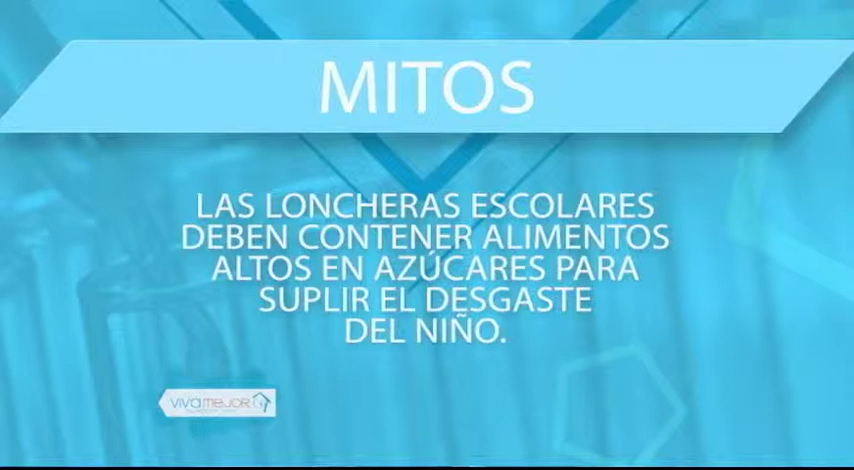 MITOS
LAS LONCHERAS ESCOLARES
DEBEN CONTENER ALIMENTOS
ALTOS EN AZÚCARES PARA
SUPLIR EL DESGASTE
DEL NIÑO.
VIVAMEJOR